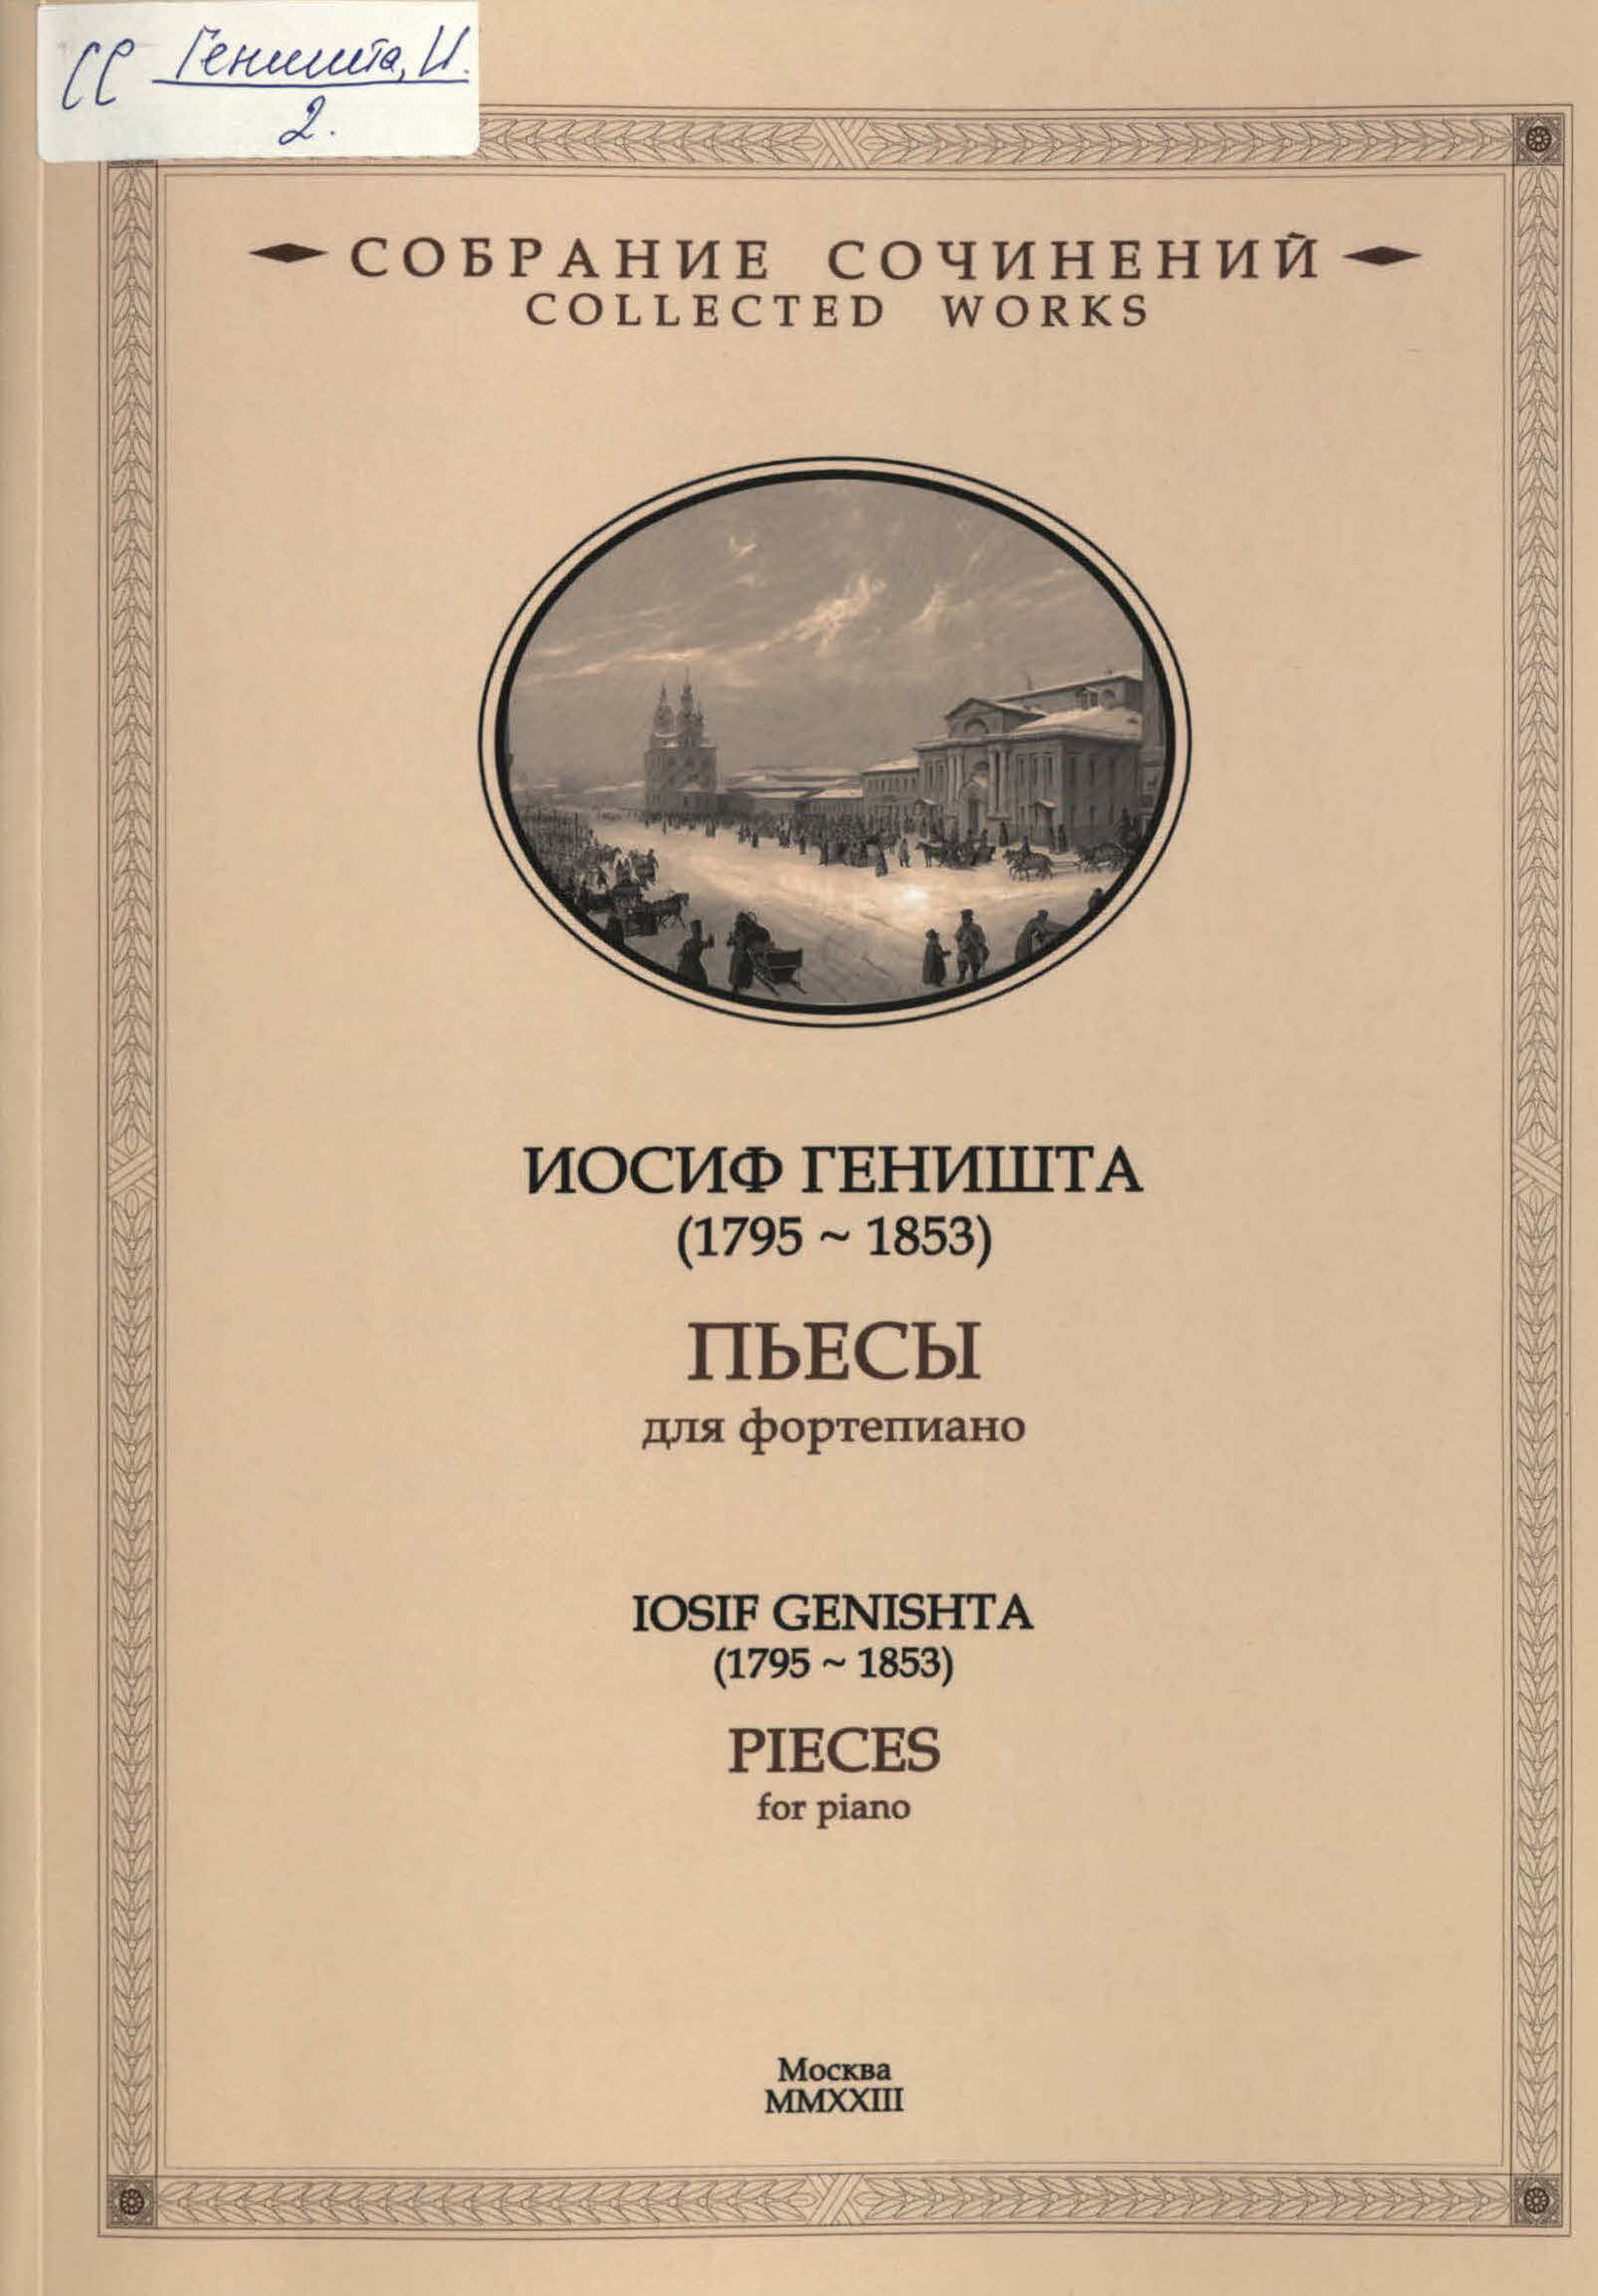 СС Геништа, И.
2.
СОБРАНИЕ СОЧИНЕНИЙ
COLLECTED WORKS
ИОСИФ ГЕНИШТА
(1795 ~ 1853)
ПЬЕСЫ
для фортепиано
IOSIF GENISHTA
(1795 ~ 1853)
PIECES
for piano
Москва
MMXXIII